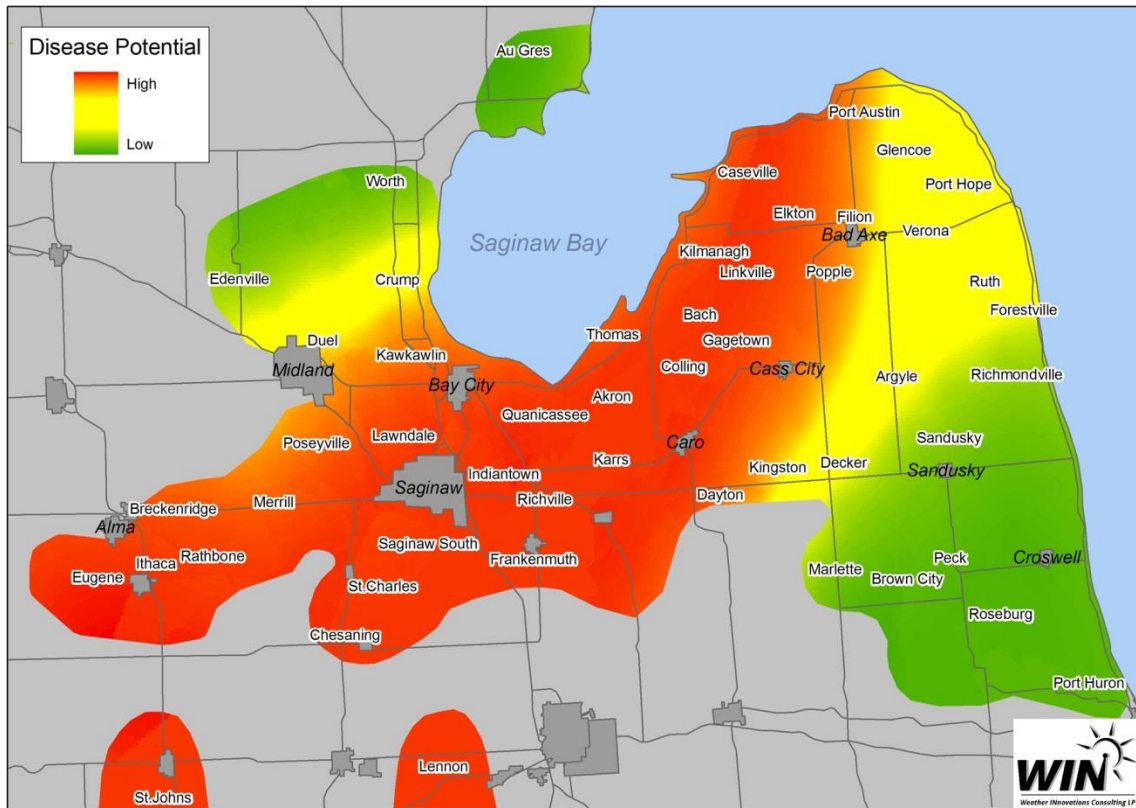 Disease Potential
High
Low
Au Gres
Port Austin
Glencoe
Caseville
Worth
Port Hope
Elkton
Filion
Bad Axe
Verona
Saginaw Bay
Kilmanagh
Linkville
Popple
Edenville
Crump
Ruth
Forestville
Bach
Thomas
Gagetown
Duel
Kawkawlin
Midland
Bay City
Colling
Cass City
Argyle
Richmondville
Akron
Quanicassee
Poseyville
Lawndale
Caro
Sandusky
Karrs
Kingston
Decker
Sandusky
Indiantown
Saginaw
Richville
Dayton
Merrill
Breckenridge
Alma
Saginaw South
Frankenmuth
Ithaca
Rathbone
Eugene
St.Charles
Peck
Croswell
Marlette
Brown City
Roseburg
Chesaning
Port Huron
Lennon
St.Johns
WIN
Weather INnovations Consulting LP